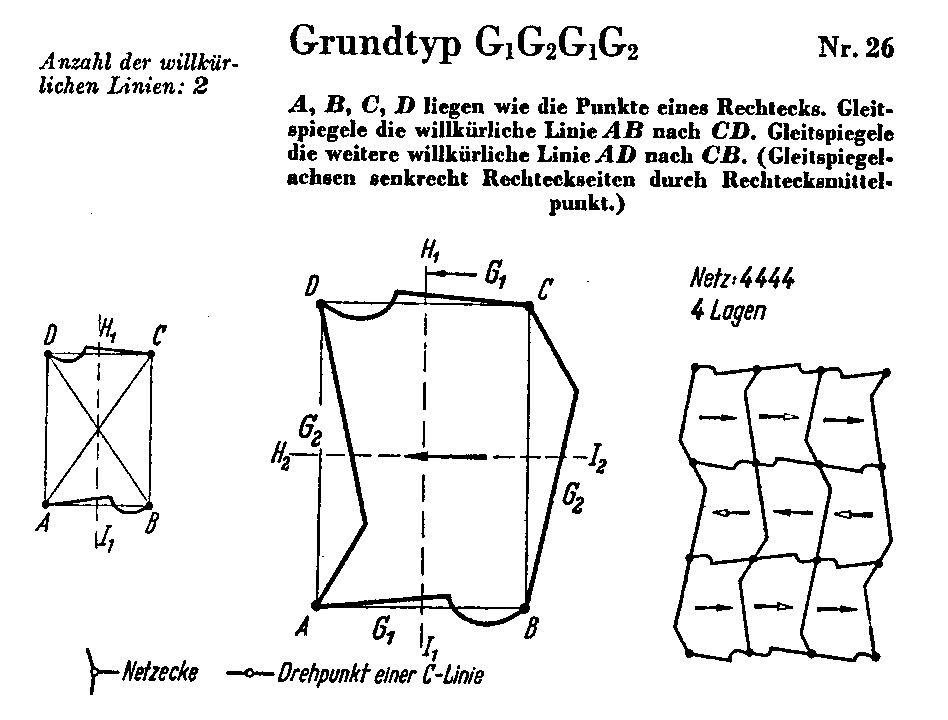 Grundtyp G₁G₂G₁G₂
Nr. 26
Anzahl der willkür-
lichen Linien: 2
A, B, C, D liegen wie die Punkte eines Rechtecks. Gleit-
spiegele die willkürliche Linie AB nach CD. Gleitspiegele
die weitere willkürliche Linie AD nach CB. (Gleitspiegel-
achsen senkrecht Rechteckseiten durch Rechtecksmittel-
punkt.)
D H₁ C
A I₁ B
H₁
G₁
D C
G₂
H₂ I₂
G₂
A G₁ I₁ B
Netz: 4444
4 Lagen
Netzecke
Drehpunkt einer C-Linie